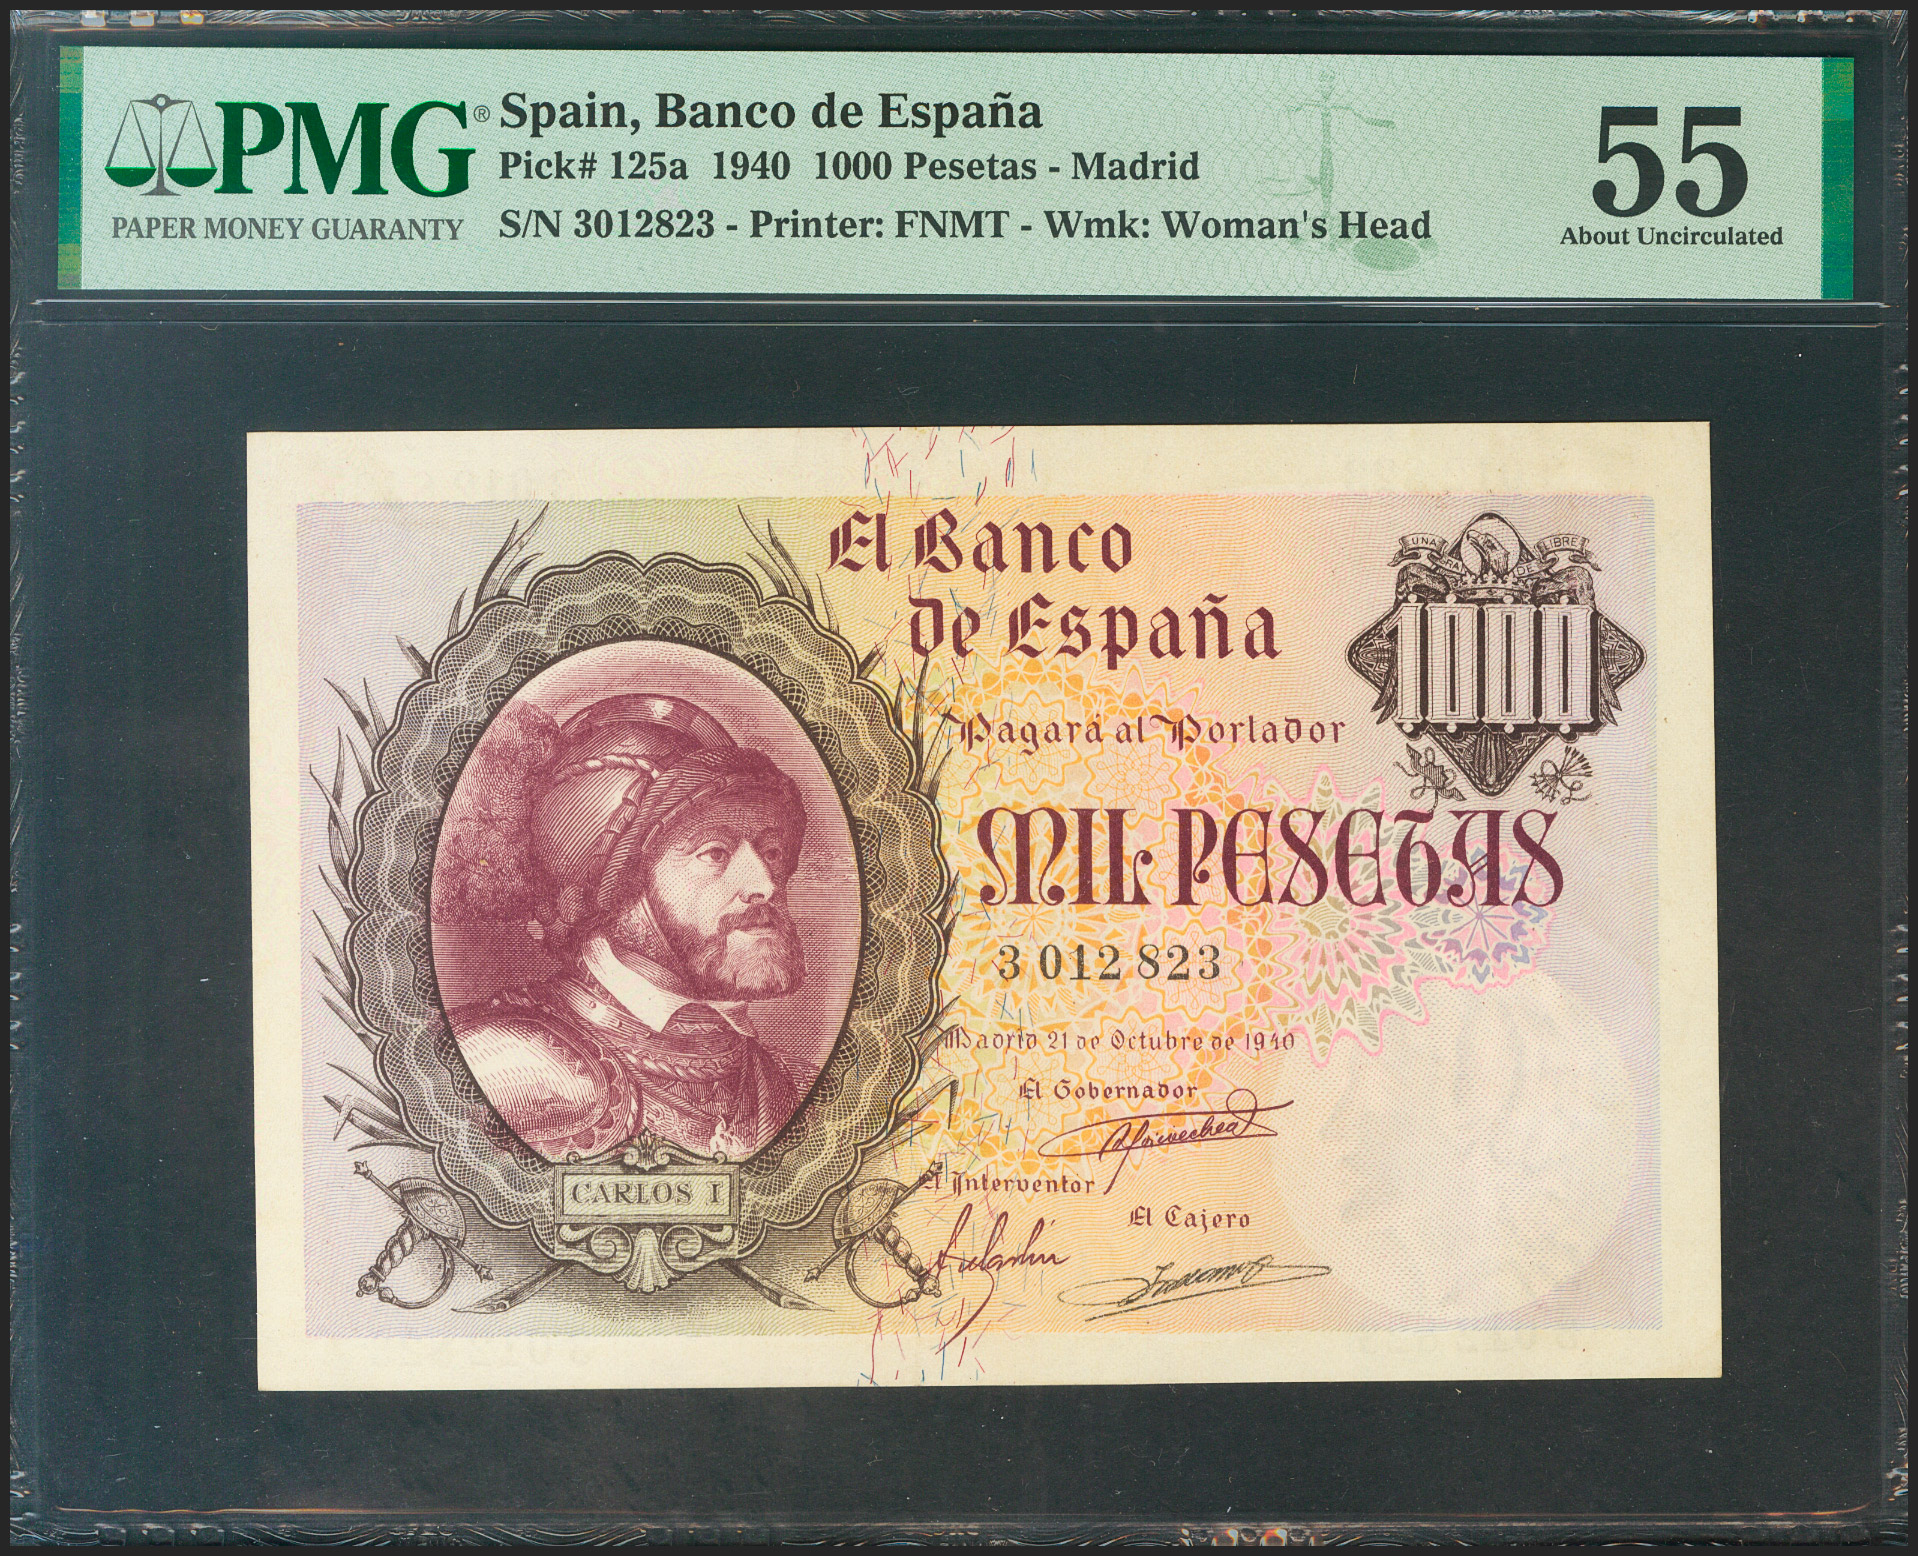 PMG®
PAPER MONEY GUARANTY
Spain, Banco de España
Pick# 125a 1940 1000 Pesetas - Madrid
S/N 3012823 - Printer: FNMT - Wmk: Woman's Head
55
About Uncirculated
El Banco
de España
UNA
LIBRE
1000
Pagará al Portador
MIL PESETAS
3 012 823
Madrid 21 de Octubre de 1940
El Gobernador
El Interventor
El Cajero
CARLOS I